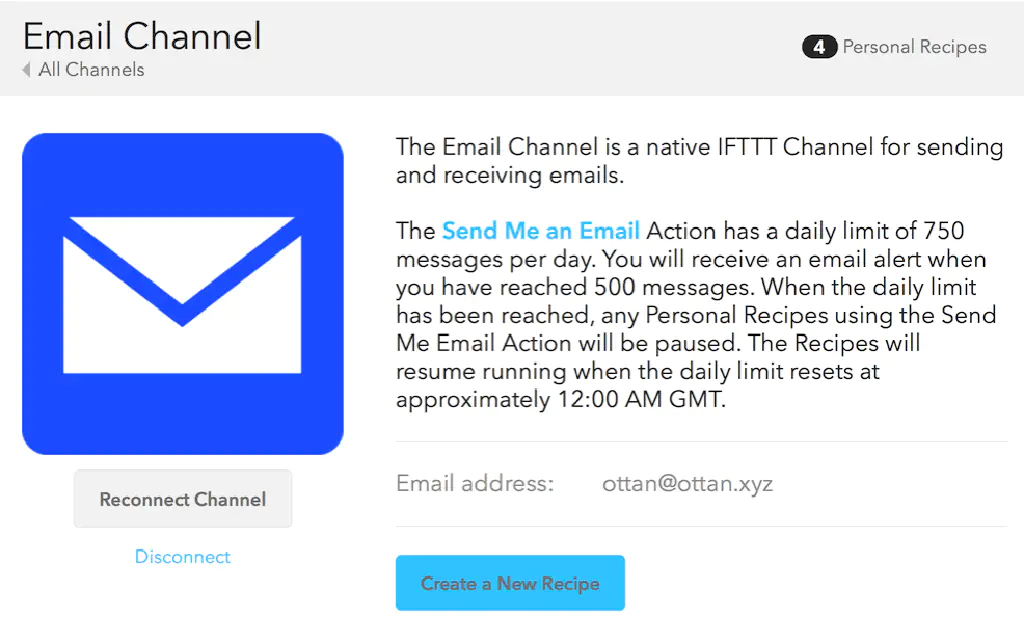 Email Channel
All Channels
4 Personal Recipes
The Email Channel is a native IFTTT Channel for sending
and receiving emails.
The Send Me an Email Action has a daily limit of 750
messages per day. You will receive an email alert when
you have reached 500 messages. When the daily limit
has been reached, any Personal Recipes using the Send
Me Email Action will be paused. The Recipes will
resume running when the daily limit resets at
approximately 12:00 AM GMT.
Reconnect Channel
Disconnect
Email address: ottan@ottan.xyz
Create a New Recipe